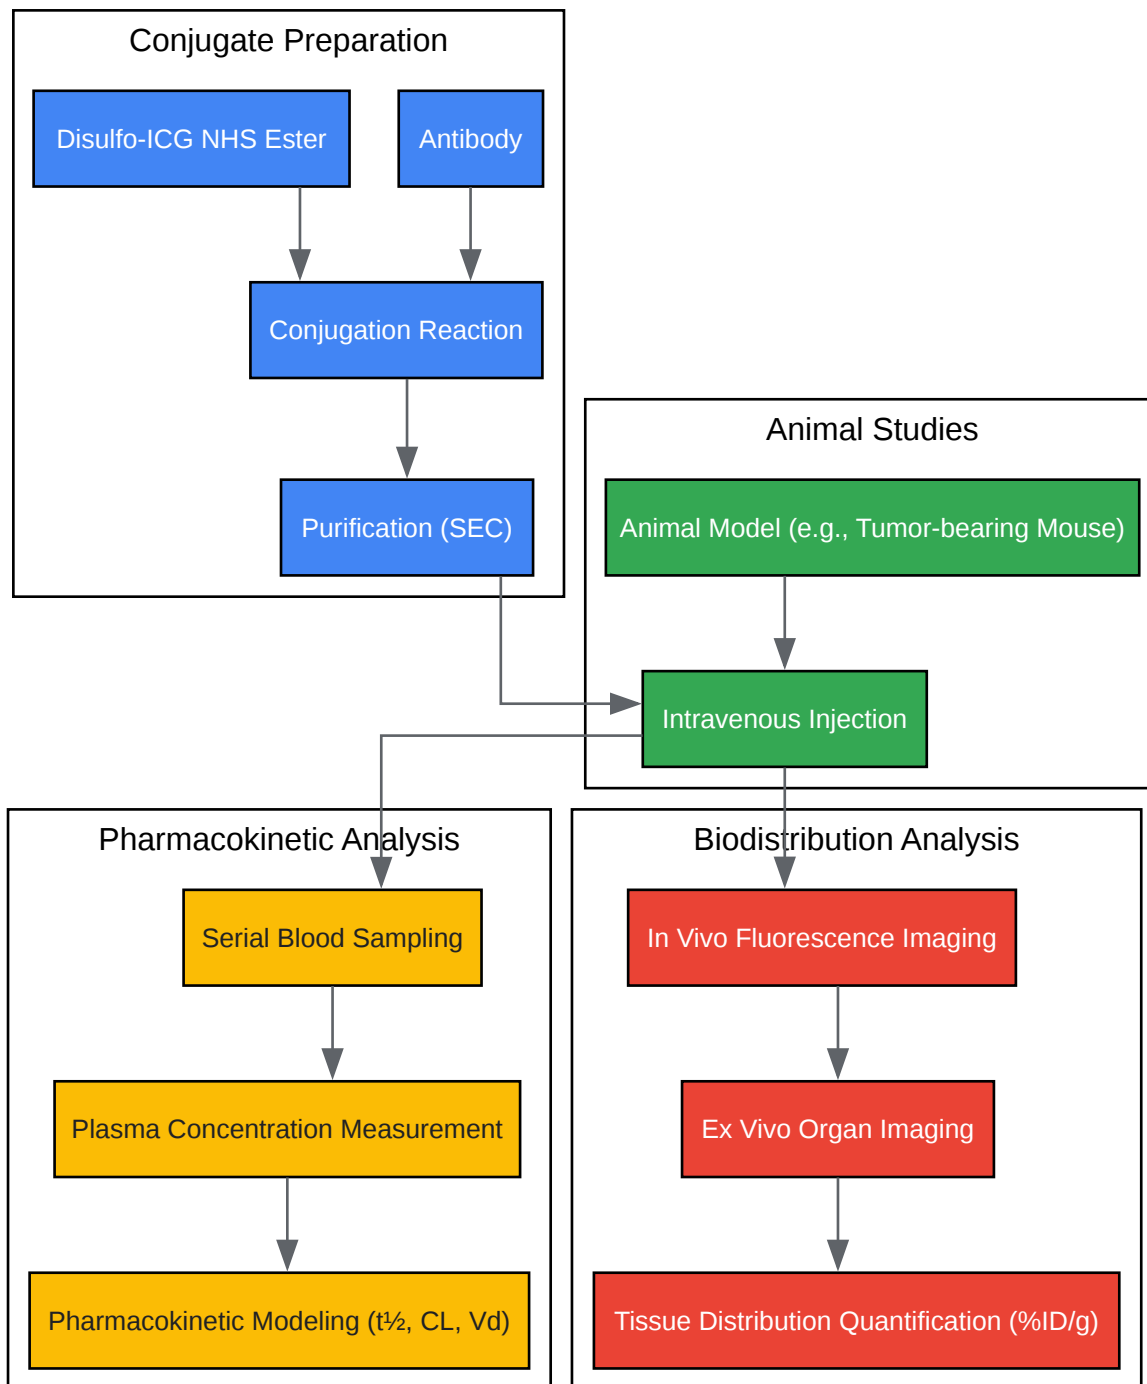 Conjugate Preparation
Disulfo-ICG NHS Ester
Antibody
Conjugation Reaction
Purification (SEC)
Animal Studies
Animal Model (e.g., Tumor-bearing Mouse)
Intravenous Injection
Pharmacokinetic Analysis
Serial Blood Sampling
Plasma Concentration Measurement
Pharmacokinetic Modeling (t½, CL, Vd)
Biodistribution Analysis
In Vivo Fluorescence Imaging
Ex Vivo Organ Imaging
Tissue Distribution Quantification (%ID/g)